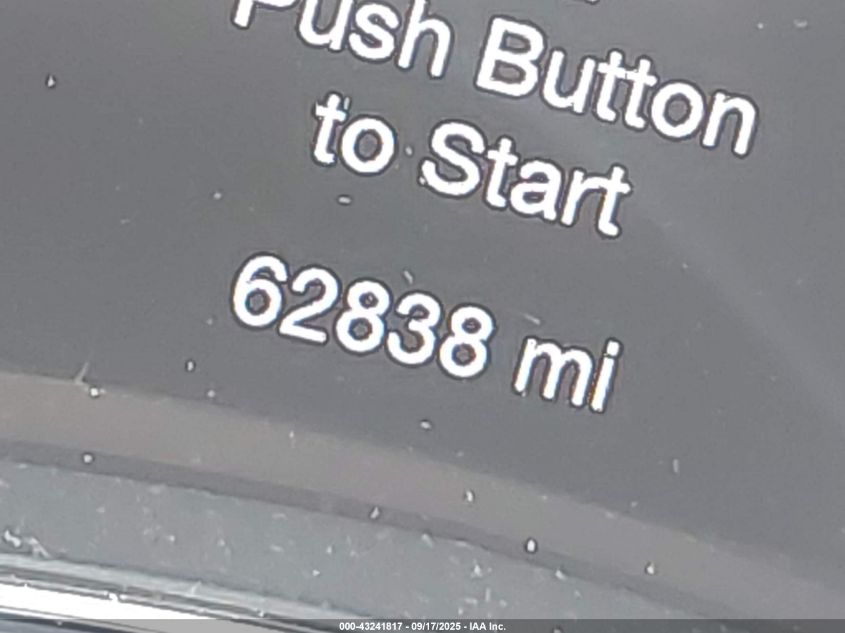 Push Button
to Start
62838 mi
000-43241817 - 09/17/2025 - IAA Inc.